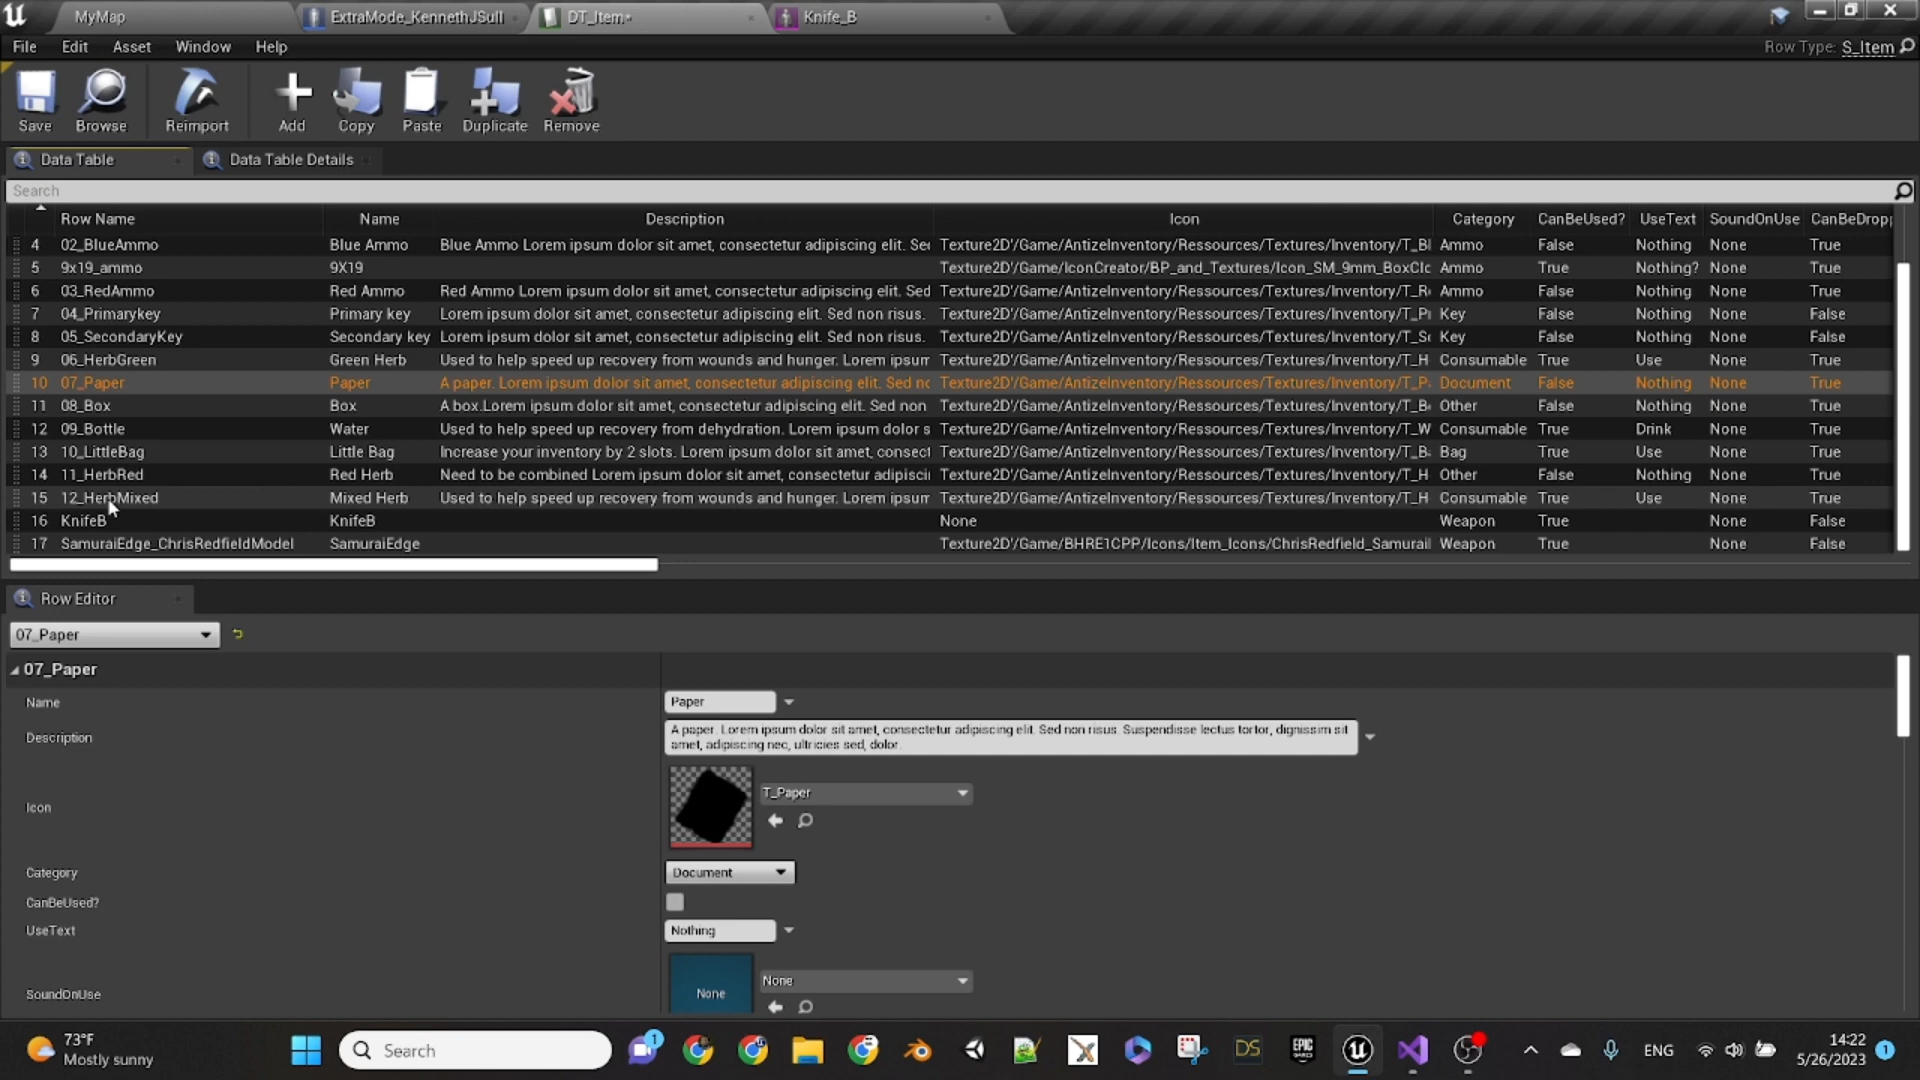 MyMap ExtraMode_KennethJSull DT_Item• Knife_B
File Edit Asset Window Help Row Type: S_Item
Save Browse Reimport Add Copy Paste Duplicate Remove
Data Table Data Table Details
Search
Row Name Name Description Icon Category CanBeUsed? UseText SoundOnUse CanBeDropp
4 02_BlueAmmo Blue Ammo Blue Ammo Lorem ipsum dolor sit amet, consectetur adipiscing elit. Sed Texture2D'/Game/AntizeInventory/Ressources/Textures/Inventory/T_Bl Ammo False Nothing None True
5 9x19_ammo 9X19 Texture2D'/Game/IconCreator/BP_and_Textures/Icon_SM_9mm_BoxClo Ammo True Nothing? None True
6 03_RedAmmo Red Ammo Red Ammo Lorem ipsum dolor sit amet, consectetur adipiscing elit. Sed Texture2D'/Game/AntizeInventory/Ressources/Textures/Inventory/T_R Ammo False Nothing None True
7 04_Primarykey Primary key Lorem ipsum dolor sit amet, consectetur adipiscing elit. Sed non risus. Texture2D'/Game/AntizeInventory/Ressources/Textures/Inventory/T_P Key False Nothing None False
8 05_SecondaryKey Secondary key Lorem ipsum dolor sit amet, consectetur adipiscing elit. Sed non risus. Texture2D'/Game/AntizeInventory/Ressources/Textures/Inventory/T_S Key False Nothing None False
9 06_HerbGreen Green Herb Used to help speed up recovery from wounds and hunger. Lorem ipsum Texture2D'/Game/AntizeInventory/Ressources/Textures/Inventory/T_H Consumable True Use None True
10 07_Paper Paper A paper. Lorem ipsum dolor sit amet, consectetur adipiscing elit. Sed no Texture2D'/Game/AntizeInventory/Ressources/Textures/Inventory/T_P Document False Nothing None True
11 08_Box Box A box.Lorem ipsum dolor sit amet, consectetur adipiscing elit. Sed non Texture2D'/Game/AntizeInventory/Ressources/Textures/Inventory/T_B Other False Nothing None True
12 09_Bottle Water Used to help speed up recovery from dehydration. Lorem ipsum dolor s Texture2D'/Game/AntizeInventory/Ressources/Textures/Inventory/T_W Consumable True Drink None True
13 10_LittleBag Little Bag Increase your inventory by 2 slots. Lorem ipsum dolor sit amet, consect Texture2D'/Game/AntizeInventory/Ressources/Textures/Inventory/T_B Bag True Use None True
14 11_HerbRed Red Herb Need to be combined Lorem ipsum dolor sit amet, consectetur adipisci Texture2D'/Game/AntizeInventory/Ressources/Textures/Inventory/T_H Other False Nothing None True
15 12_HerbMixed Mixed Herb Used to help speed up recovery from wounds and hunger. Lorem ipsum Texture2D'/Game/AntizeInventory/Ressources/Textures/Inventory/T_H Consumable True Use None True
16 KnifeB KnifeB None Weapon True None False
17 SamuraiEdge_ChrisRedfieldModel SamuraiEdge Texture2D'/Game/BHRE1CPP/Icons/Item_Icons/ChrisRedfield_Samurail Weapon True None False
Row Editor
07_Paper
07_Paper
Name Paper
Description A paper. Lorem ipsum dolor sit amet, consectetur adipiscing elit. Sed non risus. Suspendisse lectus tortor, dignissim sit
amet, adipiscing nec, ultricies sed, dolor.
Icon T_Paper
Category Document
CanBeUsed?
UseText Nothing
SoundOnUse None None
73°F
Mostly sunny
Search 1 DS EPIC GAMES ENG 14:22
5/26/2023 1